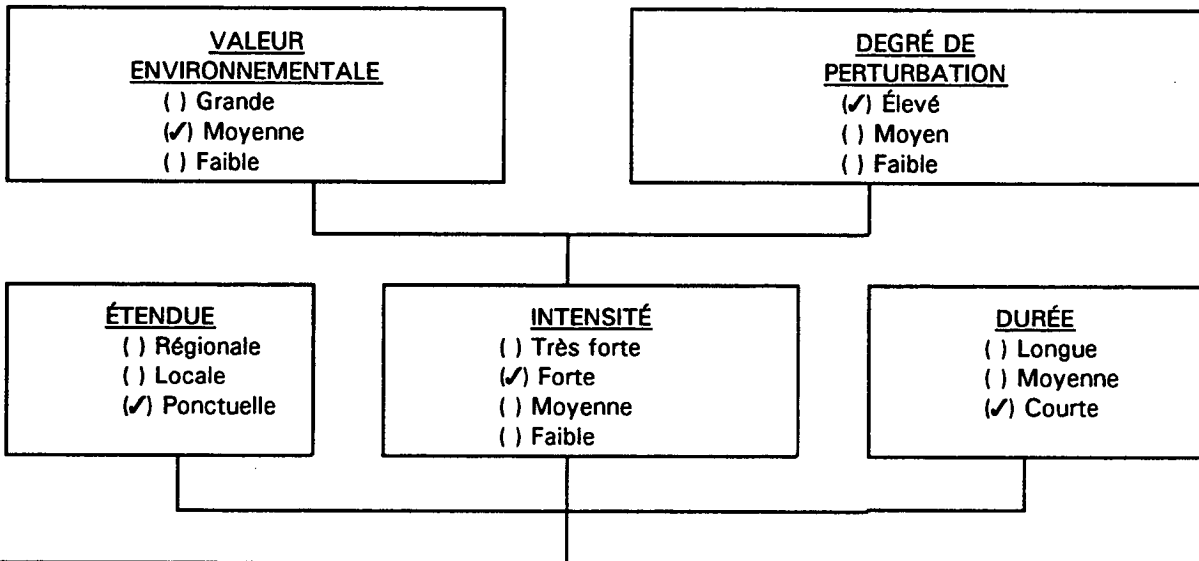 VALEUR
ENVIRONNEMENTALE
( ) Grande
(✓) Moyenne
( ) Faible
DEGRÉ DE
PERTURBATION
(✓) Élevé
( ) Moyen
( ) Faible
ÉTENDUE
( ) Régionale
( ) Locale
(✓) Ponctuelle
INTENSITÉ
( ) Très forte
(✓) Forte
( ) Moyenne
( ) Faible
DURÉE
( ) Longue
( ) Moyenne
(✓) Courte